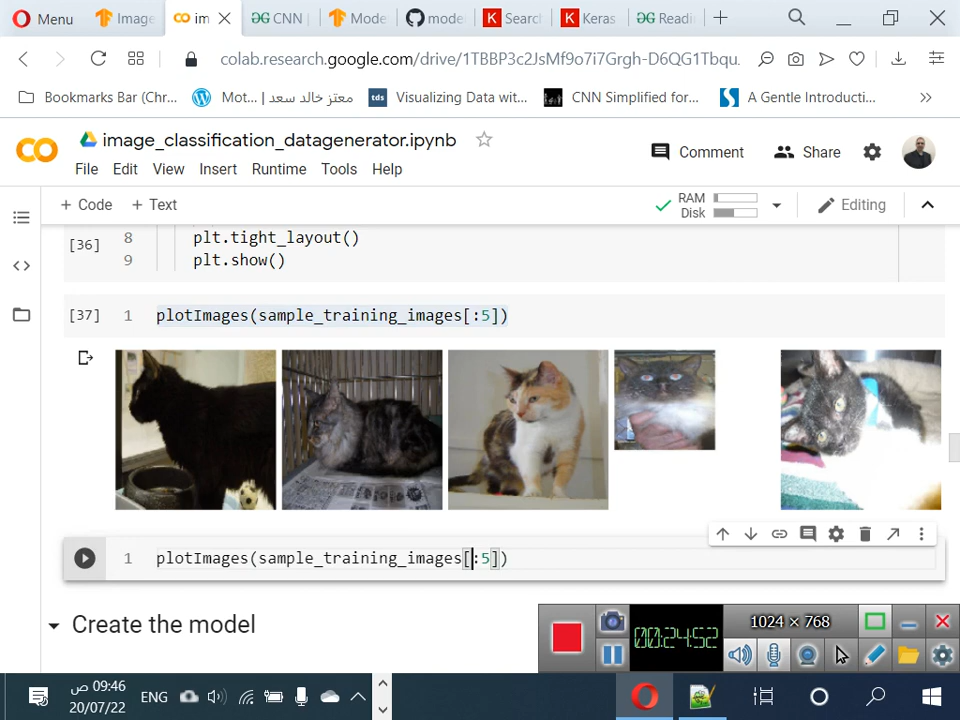 Menu
Image
im
CNN
Mode
mode
Searc
Keras
Readi
colab.research.google.com/drive/1TBBP3c2JsMf9o7i7Grgh-D6QG1Tbqu.
Bookmarks Bar (Chr...
Mot... | معتز خالد سعد
tds Visualizing Data wit...
CNN Simplified for...
A Gentle Introducti...
image_classification_datagenerator.ipynb
Comment
Share
File Edit View Insert Runtime Tools Help
+ Code + Text
RAM
Disk
Editing
[36] 8 plt.tight_layout()
9 plt.show()
[37] 1 plotImages(sample_training_images[:5])
1 plotImages(sample_training_images[:5])
Create the model
00:24:52
1024 × 768
ENG
09:46 ص
20/07/22